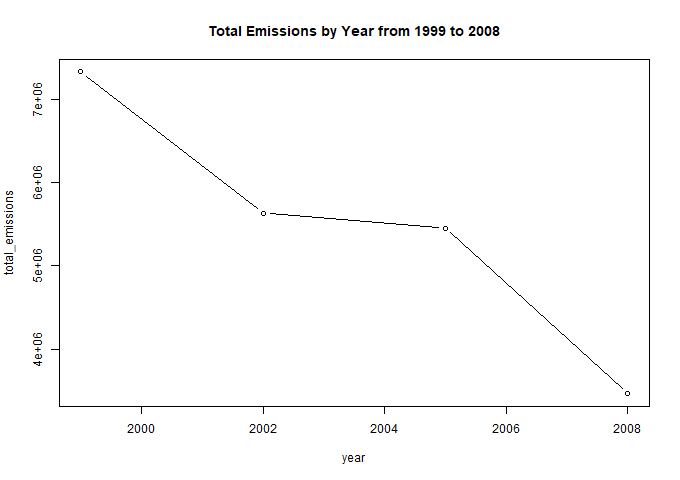 Total Emissions by Year from 1999 to 2008
total_emissions
7e+06
6e+06
5e+06
4e+06
2000
2002
2004
2006
2008
year